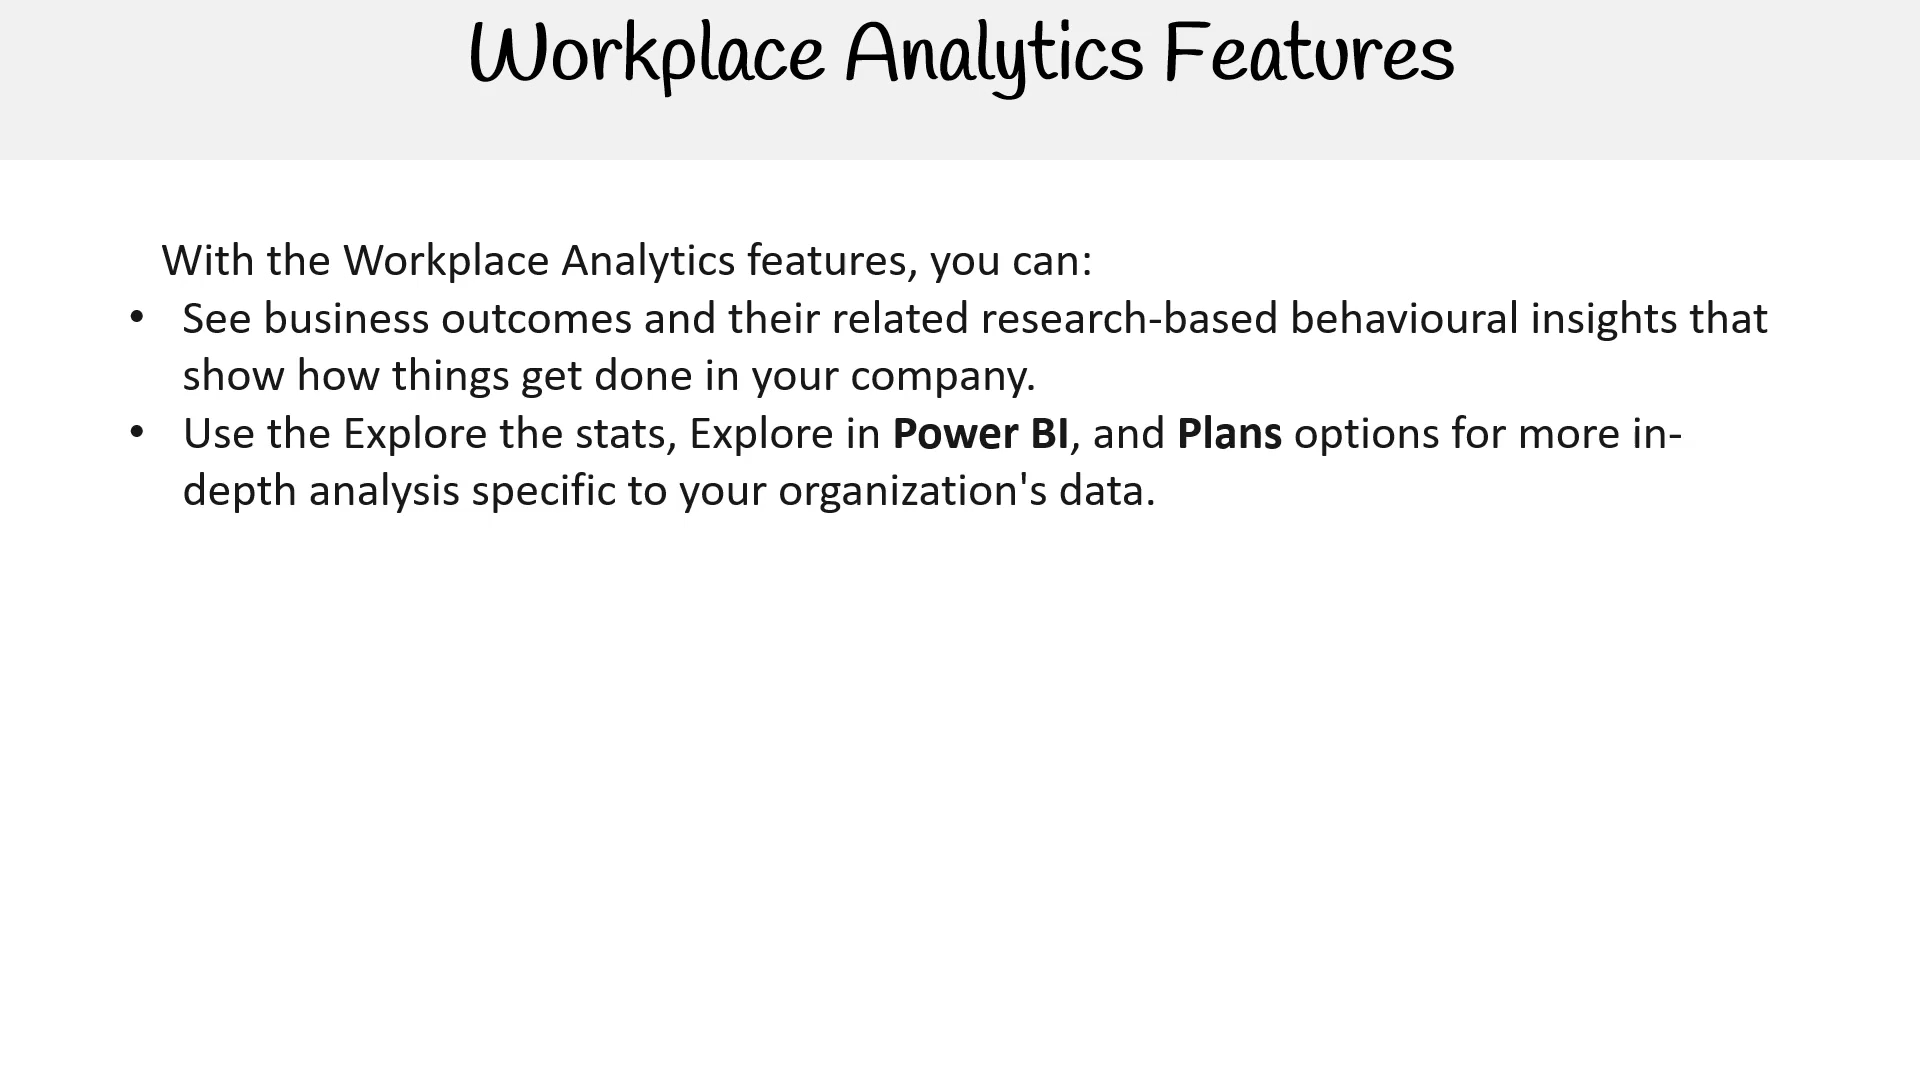 Workplace Analytics Features
With the Workplace Analytics features, you can:
• See business outcomes and their related research-based behavioural insights that
show how things get done in your company.
• Use the Explore the stats, Explore in Power BI, and Plans options for more in-
depth analysis specific to your organization's data.